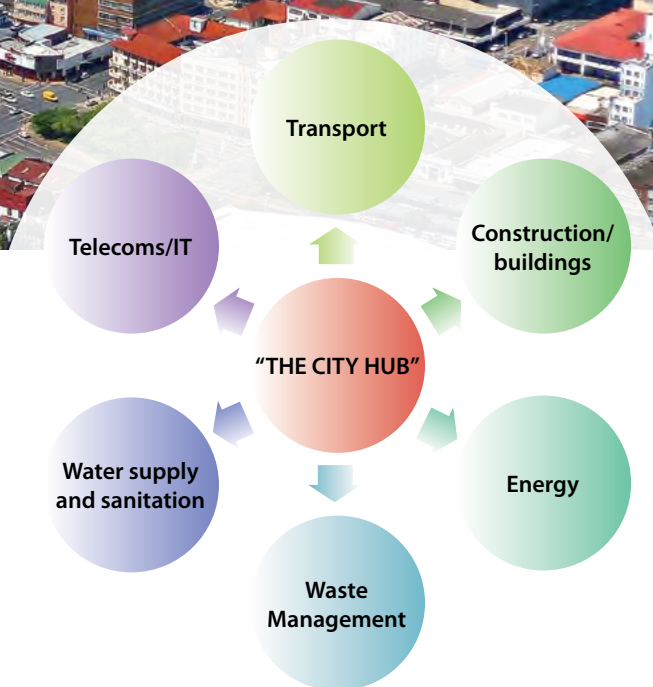 Transport
Telecoms/IT
Construction/
buildings
“THE CITY HUB”
Water supply
and sanitation
Energy
Waste
Management